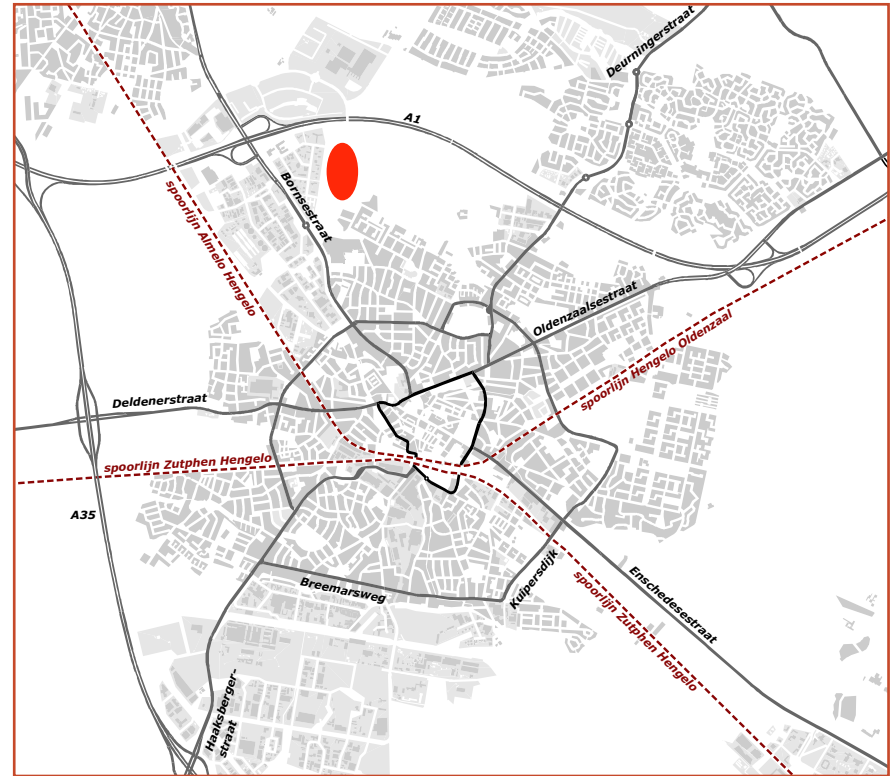 Deurningerstraat
A1
Bornsestraat
spoorlijn Almelo Hengelo
Oldenzaalsestraat
spoorlijn Hengelo Oldenzaal
Deldenerstraat
spoorlijn Zutphen Hengelo
A35
Breemarsweg
Kuipersdijk
Enschedesestraat
spoorlijn Zutphen Hengelo
Haaksberger-
straat